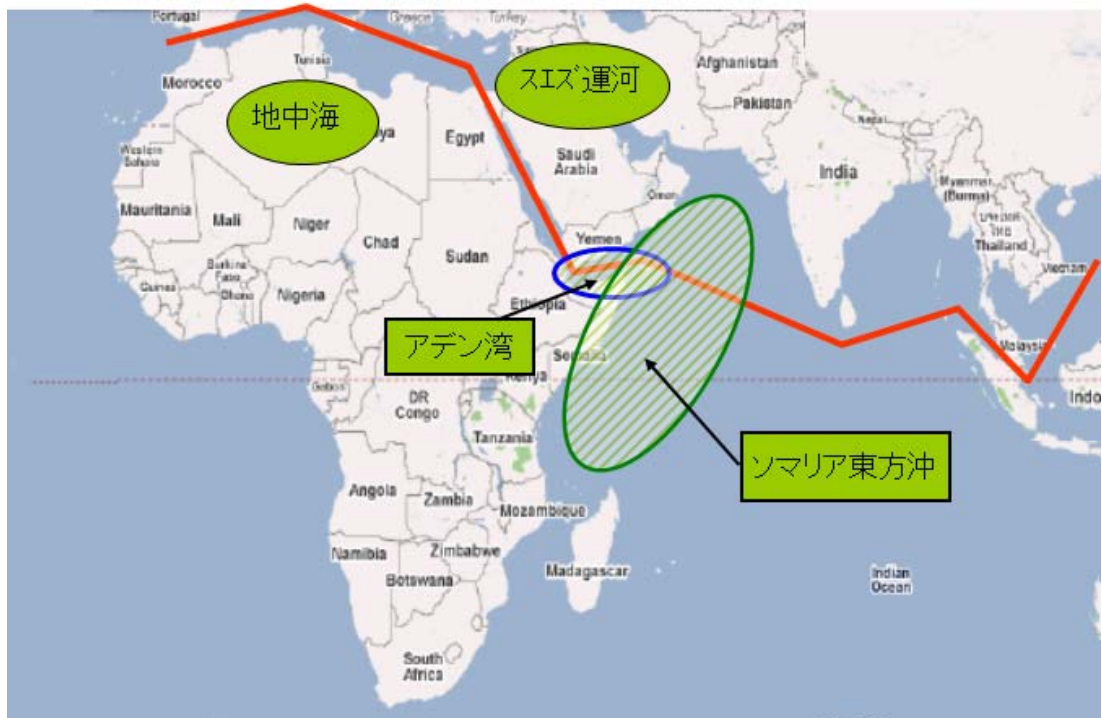 Portugal
Greece
Turkey
Tunisia
Morocco
Afghanistan
地中海
スエズ運河
Pakistan
Nepal
Western
Sahara
ya
Egypt
Saudi
Arabia
India
Myanmar
(Burma)
Oman
Mauritania
Mali
Niger
Chad
Sudan
Yemen
Thailand
Vietnam
Burkina
Faso
Guinea
Ghana
Nigeria
Ethiopia
アデン湾
Malaysia
Kenya
Gabon
DR
Congo
Indo
Tanzania
ソマリア東方沖
Angola
Zambia
Mozambique
Namibia
Zimbabwe
Botswana
Madagascar
Indian
Ocean
South
Africa